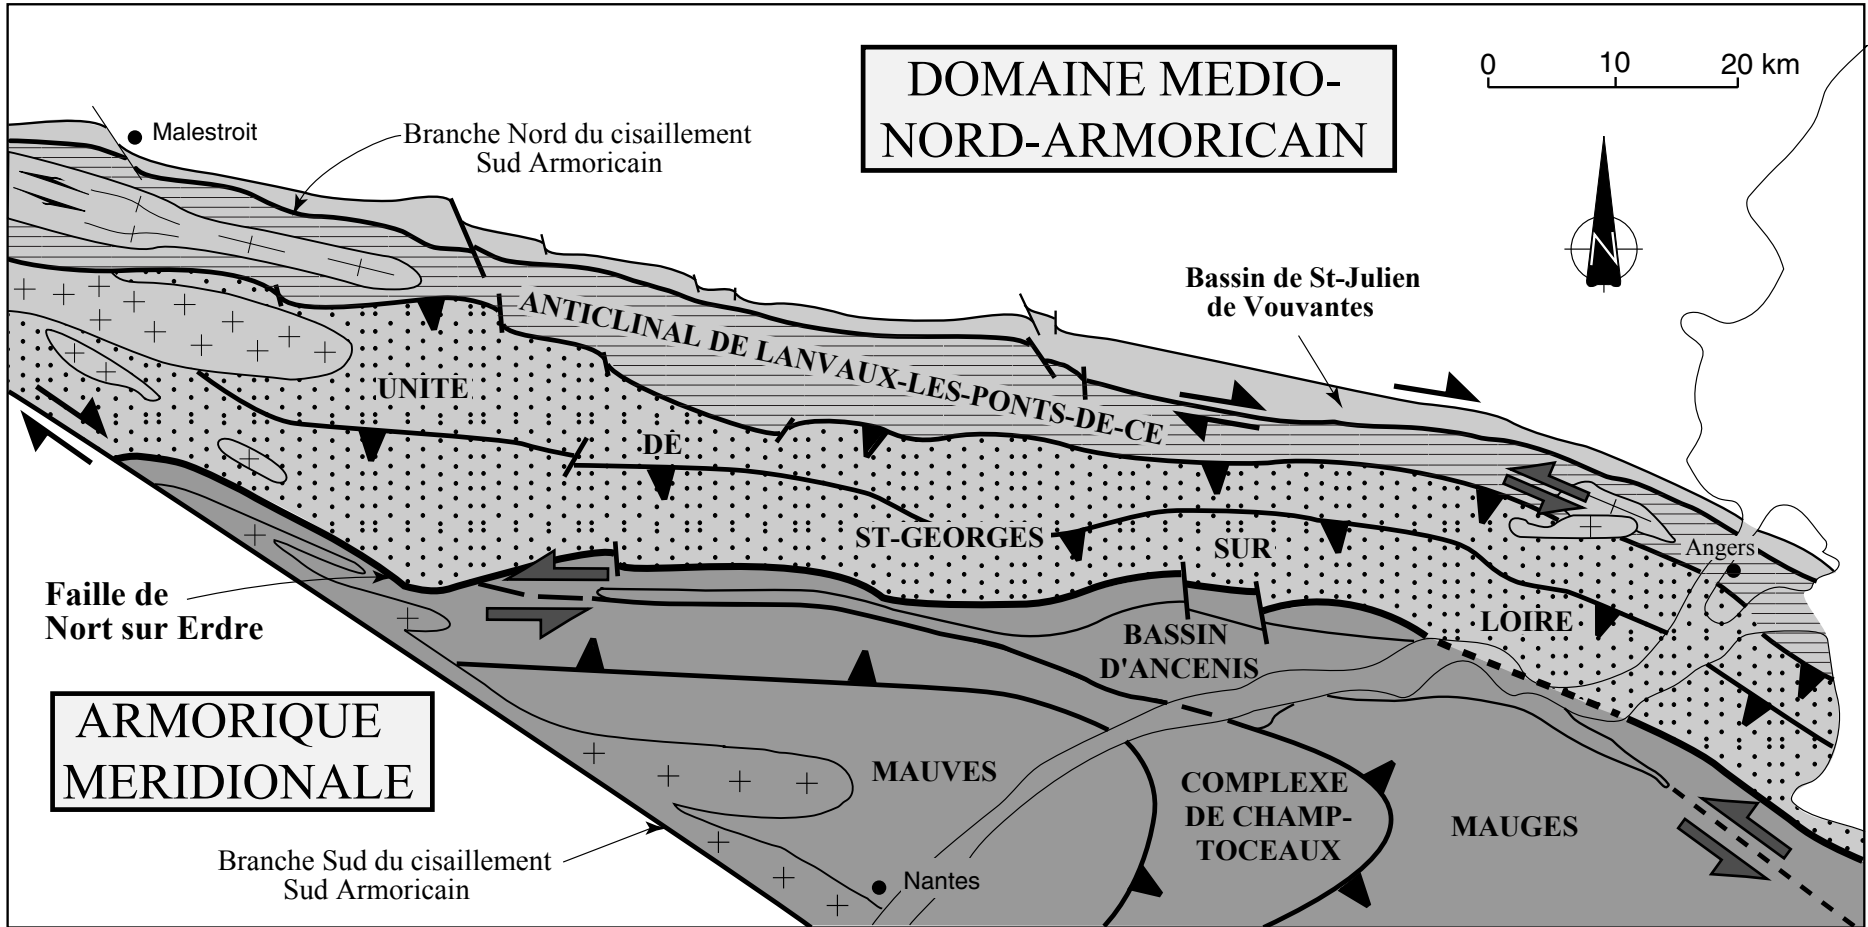 DOMAINE MEDIO-
NORD-ARMORICAIN
0 10 20 km
Malestroit
Branche Nord du cisaillement
Sud Armoricain
N
Bassin de St-Julien
de Vouvantes
ANTICLINAL DE LANVAUX-LES-PONTS-DE-CE
UNITE
DE
ST-GEORGES
SUR
LOIRE
Angers
Faille de
Nort sur Erdre
BASSIN
D'ANCENIS
ARMORIQUE
MERIDIONALE
MAUVES
COMPLEXE
DE CHAMP-
TOCEAUX
MAUGES
Branche Sud du cisaillement
Sud Armoricain
Nantes